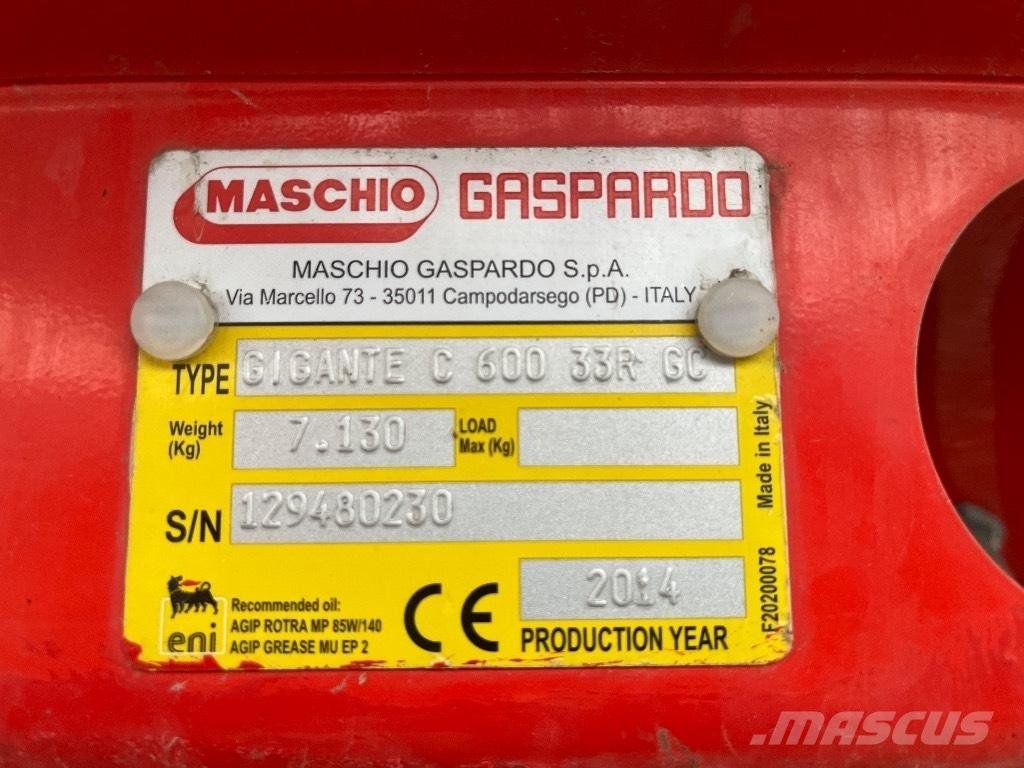 MASCHIO GASPARDO
MASCHIO GASPARDO S.p.A.
Via Marcello 73 - 35011 Campodarsego (PD) - ITALY
TYPE GIGANTE C 600 33R GC
Weight (Kg) 7.130 LOAD Max (Kg)
S/N 129480230
2014
PRODUCTION YEAR
eni
Recommended oil:
AGIP ROTRA MP 85W/140
AGIP GREASE MU EP 2
CE
F20200078 Made in Italy
MASCUS